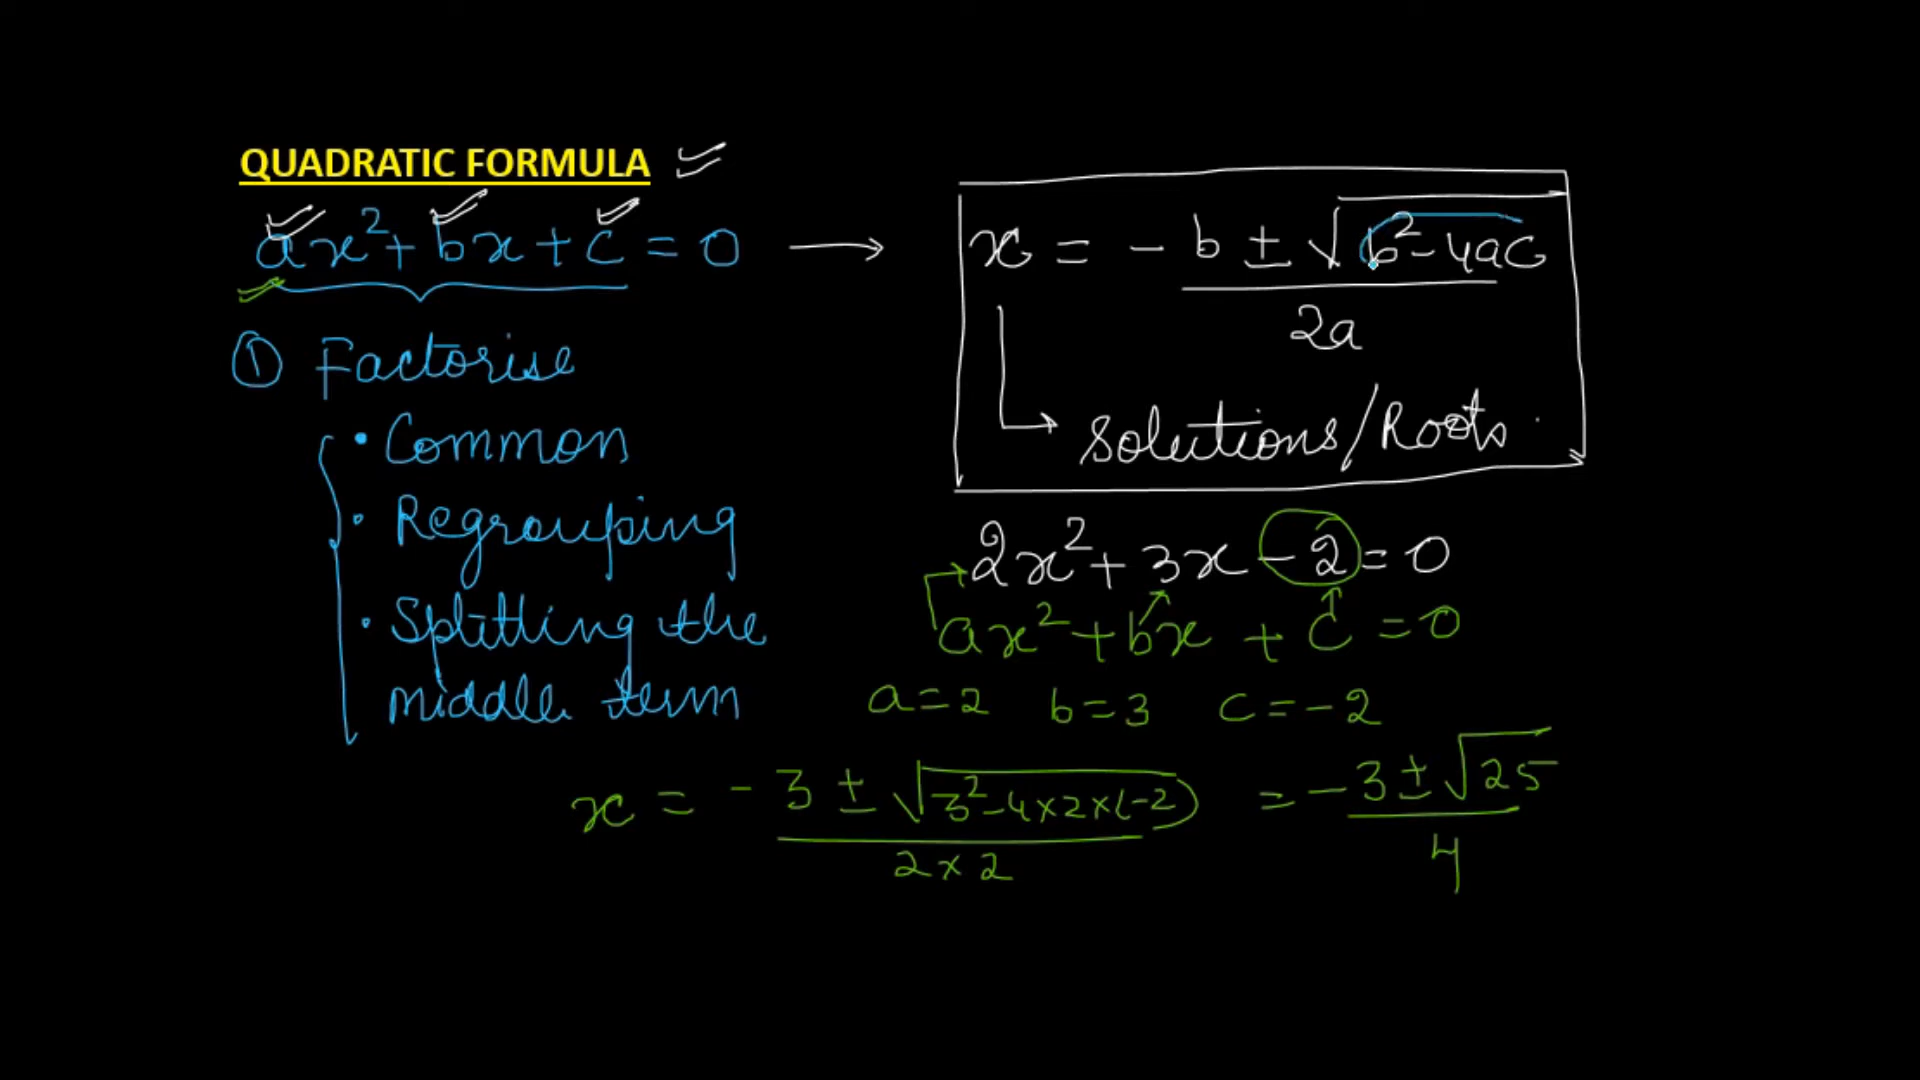 QUADRATIC FORMULA
ax²+bx+c=0 → x = -b ± √b²-4ac
2a
① Factorise
• Common
• Regrouping
• Splitting the
middle term
solutions/Roots.
2x²+3x-2=0
ax²+bx+c=0
a=2 b=3 c=-2
x = -3 ± √3²-4×2×(-2) = -3±√25
2×2 4